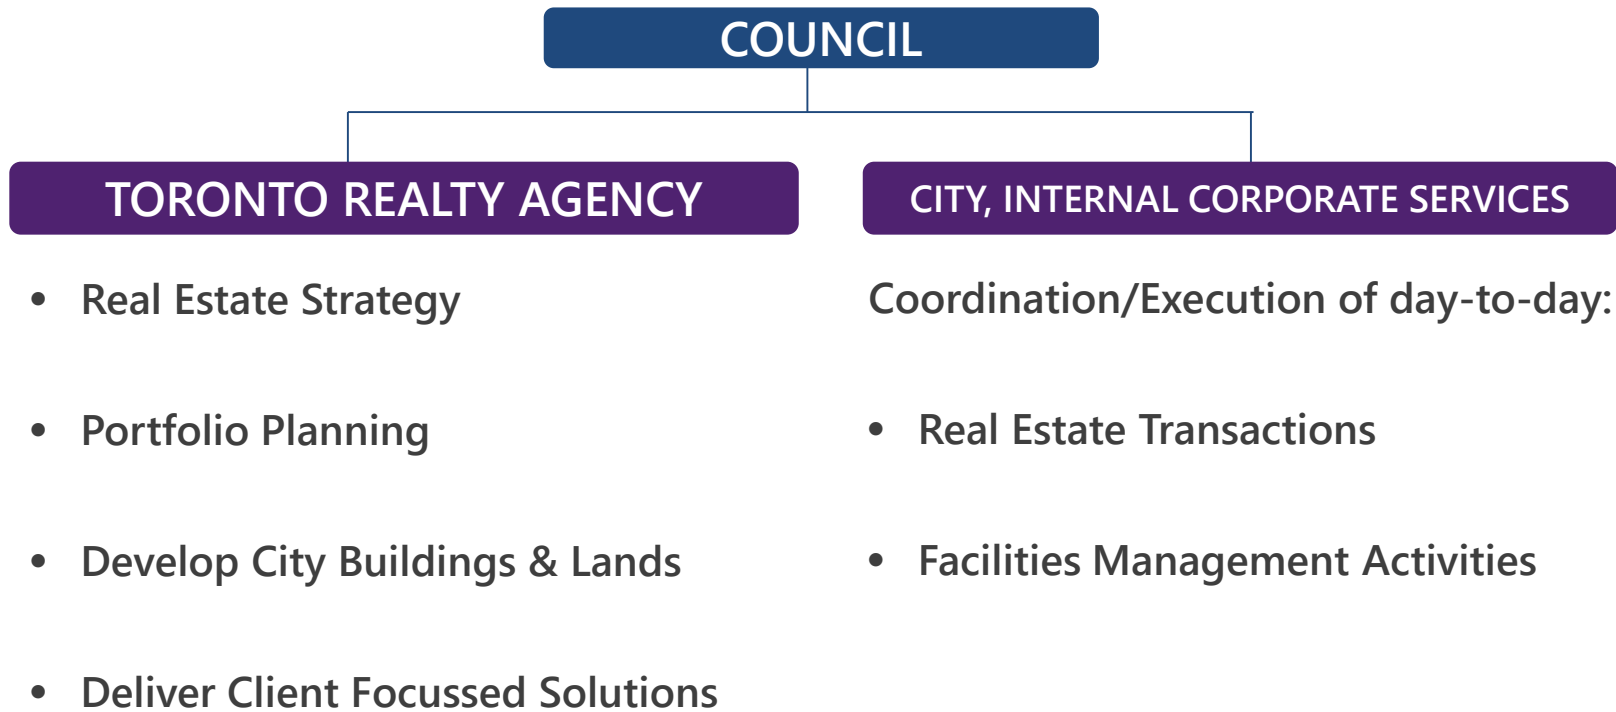 COUNCIL
TORONTO REALTY AGENCY
• Real Estate Strategy
• Portfolio Planning
• Develop City Buildings & Lands
• Deliver Client Focussed Solutions
CITY, INTERNAL CORPORATE SERVICES
Coordination/Execution of day-to-day:
• Real Estate Transactions
• Facilities Management Activities